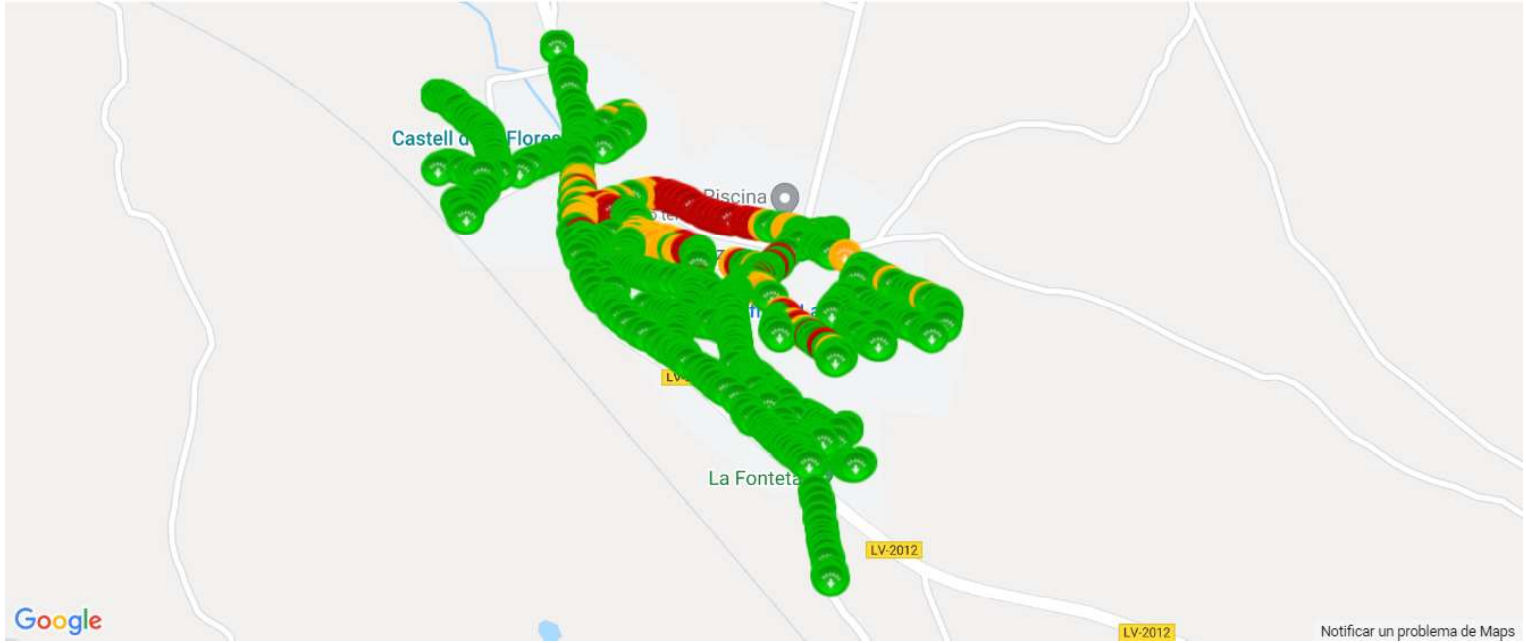 Castell d Flores
Piscina
LV-
La Fonteta
LV-2012
LV-2012
Google
Notificar un problema de Maps